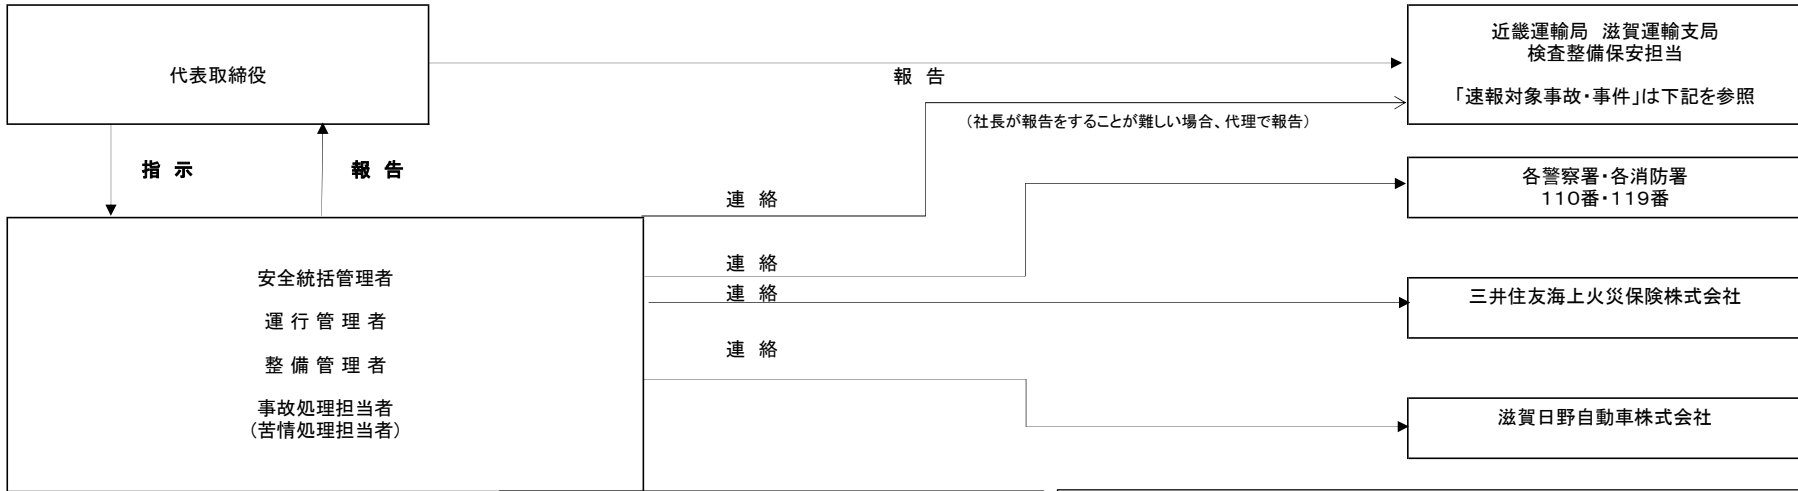 代表取締役
近畿運輸局　滋賀運輸支局
検査整備保安担当
「速報対象事故・事件」は下記を参照
報 告
（社長が報告をすることが難しい場合、代理で報告）
指 示
報 告
連 絡
各警察署・各消防署
110番・119番
安全統括管理者
運 行 管 理 者
整 備 管 理 者
事故処理担当者
（苦情処理担当者）
連 絡
連 絡
三井住友海上火災保険株式会社
連 絡
滋賀日野自動車株式会社